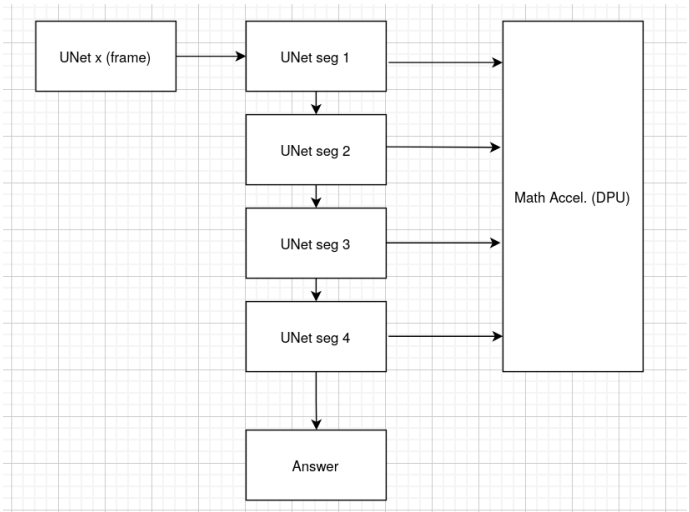 UNet x (frame)
UNet seg 1
UNet seg 2
UNet seg 3
Math Accel. (DPU)
UNet seg 4
Answer